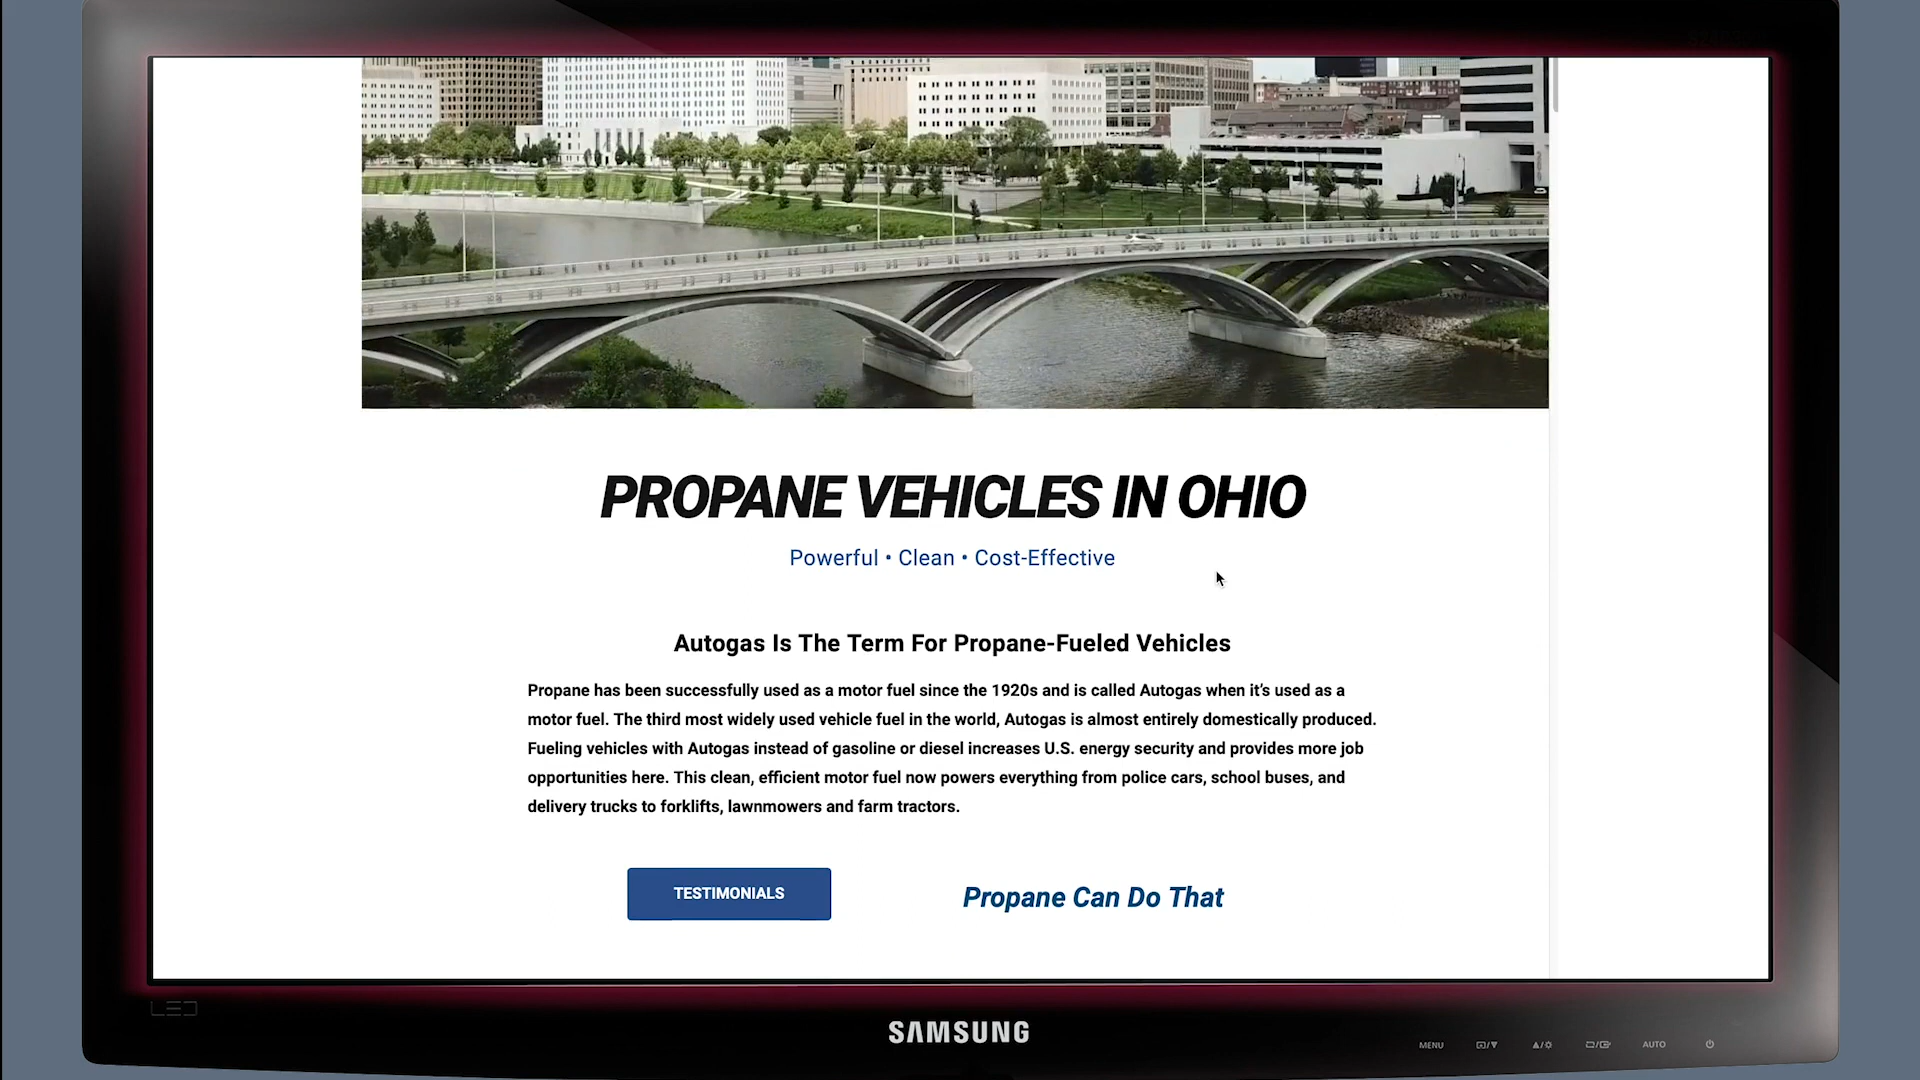 PROPANE VEHICLES IN OHIO
Powerful • Clean • Cost-Effective
Autogas Is The Term For Propane-Fueled Vehicles
Propane has been successfully used as a motor fuel since the 1920s and is called Autogas when it's used as a
motor fuel. The third most widely used vehicle fuel in the world, Autogas is almost entirely domestically produced.
Fueling vehicles with Autogas instead of gasoline or diesel increases U.S. energy security and provides more job
opportunities here. This clean, efficient motor fuel now powers everything from police cars, school buses, and
delivery trucks to forklifts, lawnmowers and farm tractors.
TESTIMONIALS
Propane Can Do That
LED
SAMSUNG
MENU
AUTO